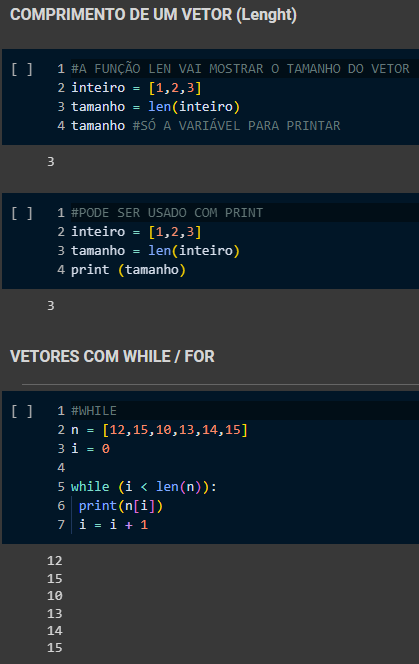 COMPRIMENTO DE UM VETOR (Lenght)
[ ] 1 #A FUNÇÃO LEN VAI MOSTRAR O TAMANHO DO VETOR
2 inteiro = [1,2,3]
3 tamanho = len(inteiro)
4 tamanho #SÓ A VARIÁVEL PARA PRINTAR
3
[ ] 1 #PODE SER USADO COM PRINT
2 inteiro = [1,2,3]
3 tamanho = len(inteiro)
4 print (tamanho)
3
VETORES COM WHILE / FOR
[ ] 1 #WHILE
2 n = [12,15,10,13,14,15]
3 i = 0
4
5 while (i < len(n)):
6  print(n[i])
7  i = i + 1
12
15
10
13
14
15